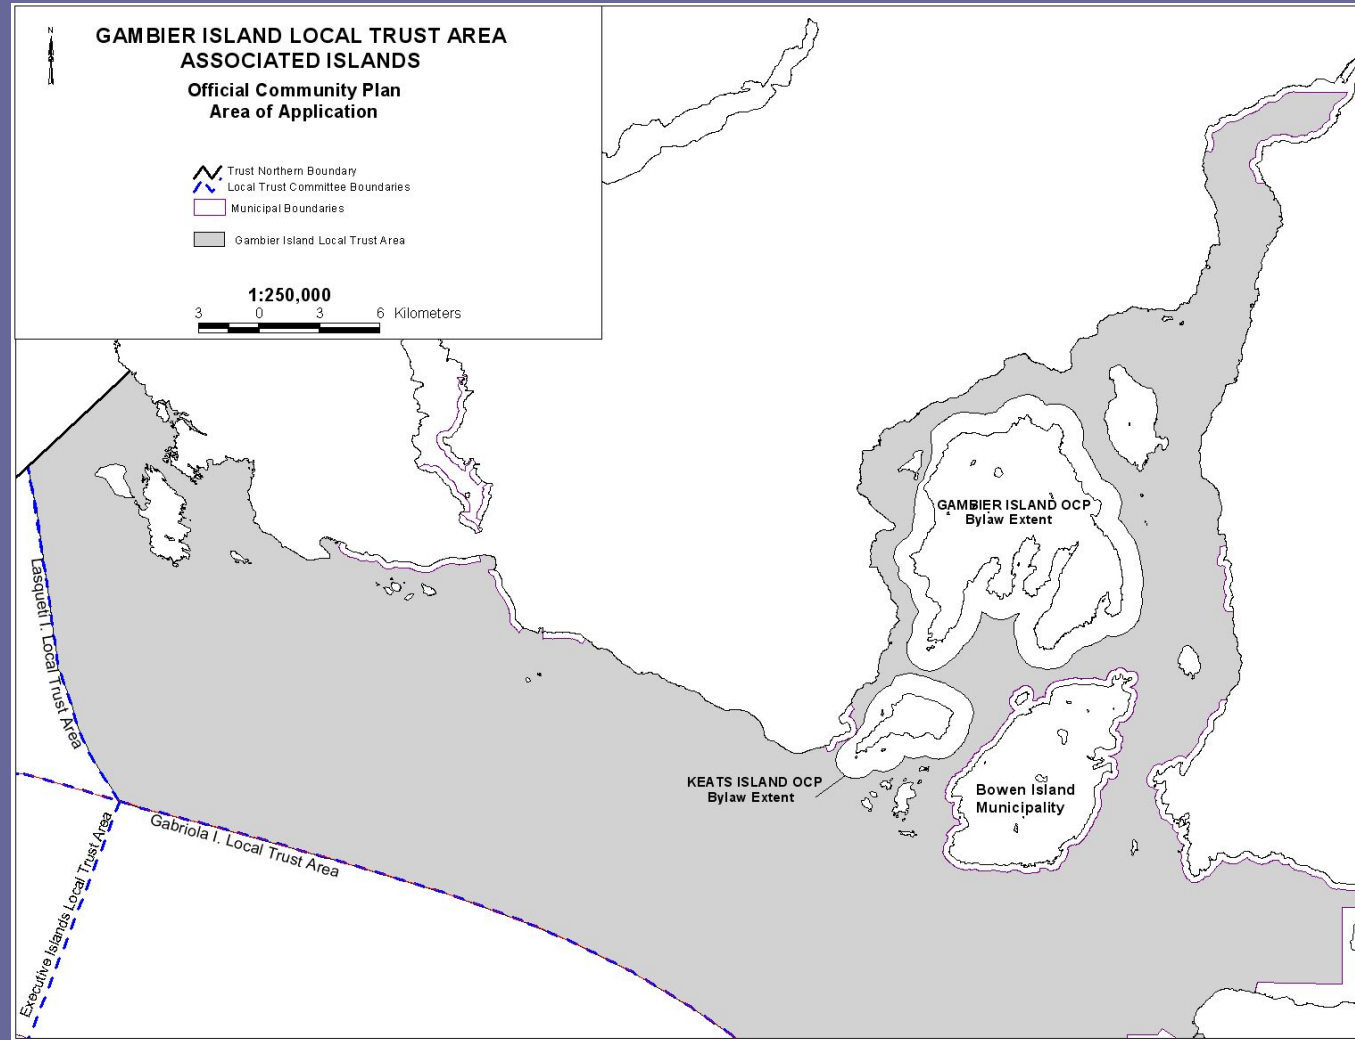 N
GAMBIER ISLAND LOCAL TRUST AREA
ASSOCIATED ISLANDS
Official Community Plan
Area of Application
Trust Northern Boundary
Local Trust Committee Boundaries
Municipal Boundaries
Gambier Island Local Trust Area
1:250,000
3 0 3 6 Kilometers
GAMBIER ISLAND OCP
Bylaw Extent
Lasqueti I. Local Trust Area
KEATS ISLAND OCP
Bylaw Extent
Bowen Island
Municipality
Gabriola I. Local Trust Area
Executive Islands Local Trust Area